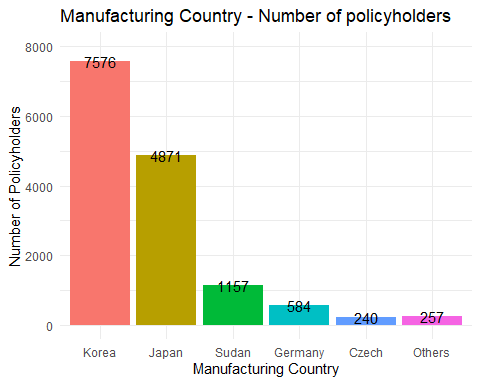 Manufacturing Country - Number of policyholders
Number of Policyholders
8000
6000
4000
2000
0
7576
4871
1157
584
240
257
Korea Japan Sudan Germany Czech Others
Manufacturing Country